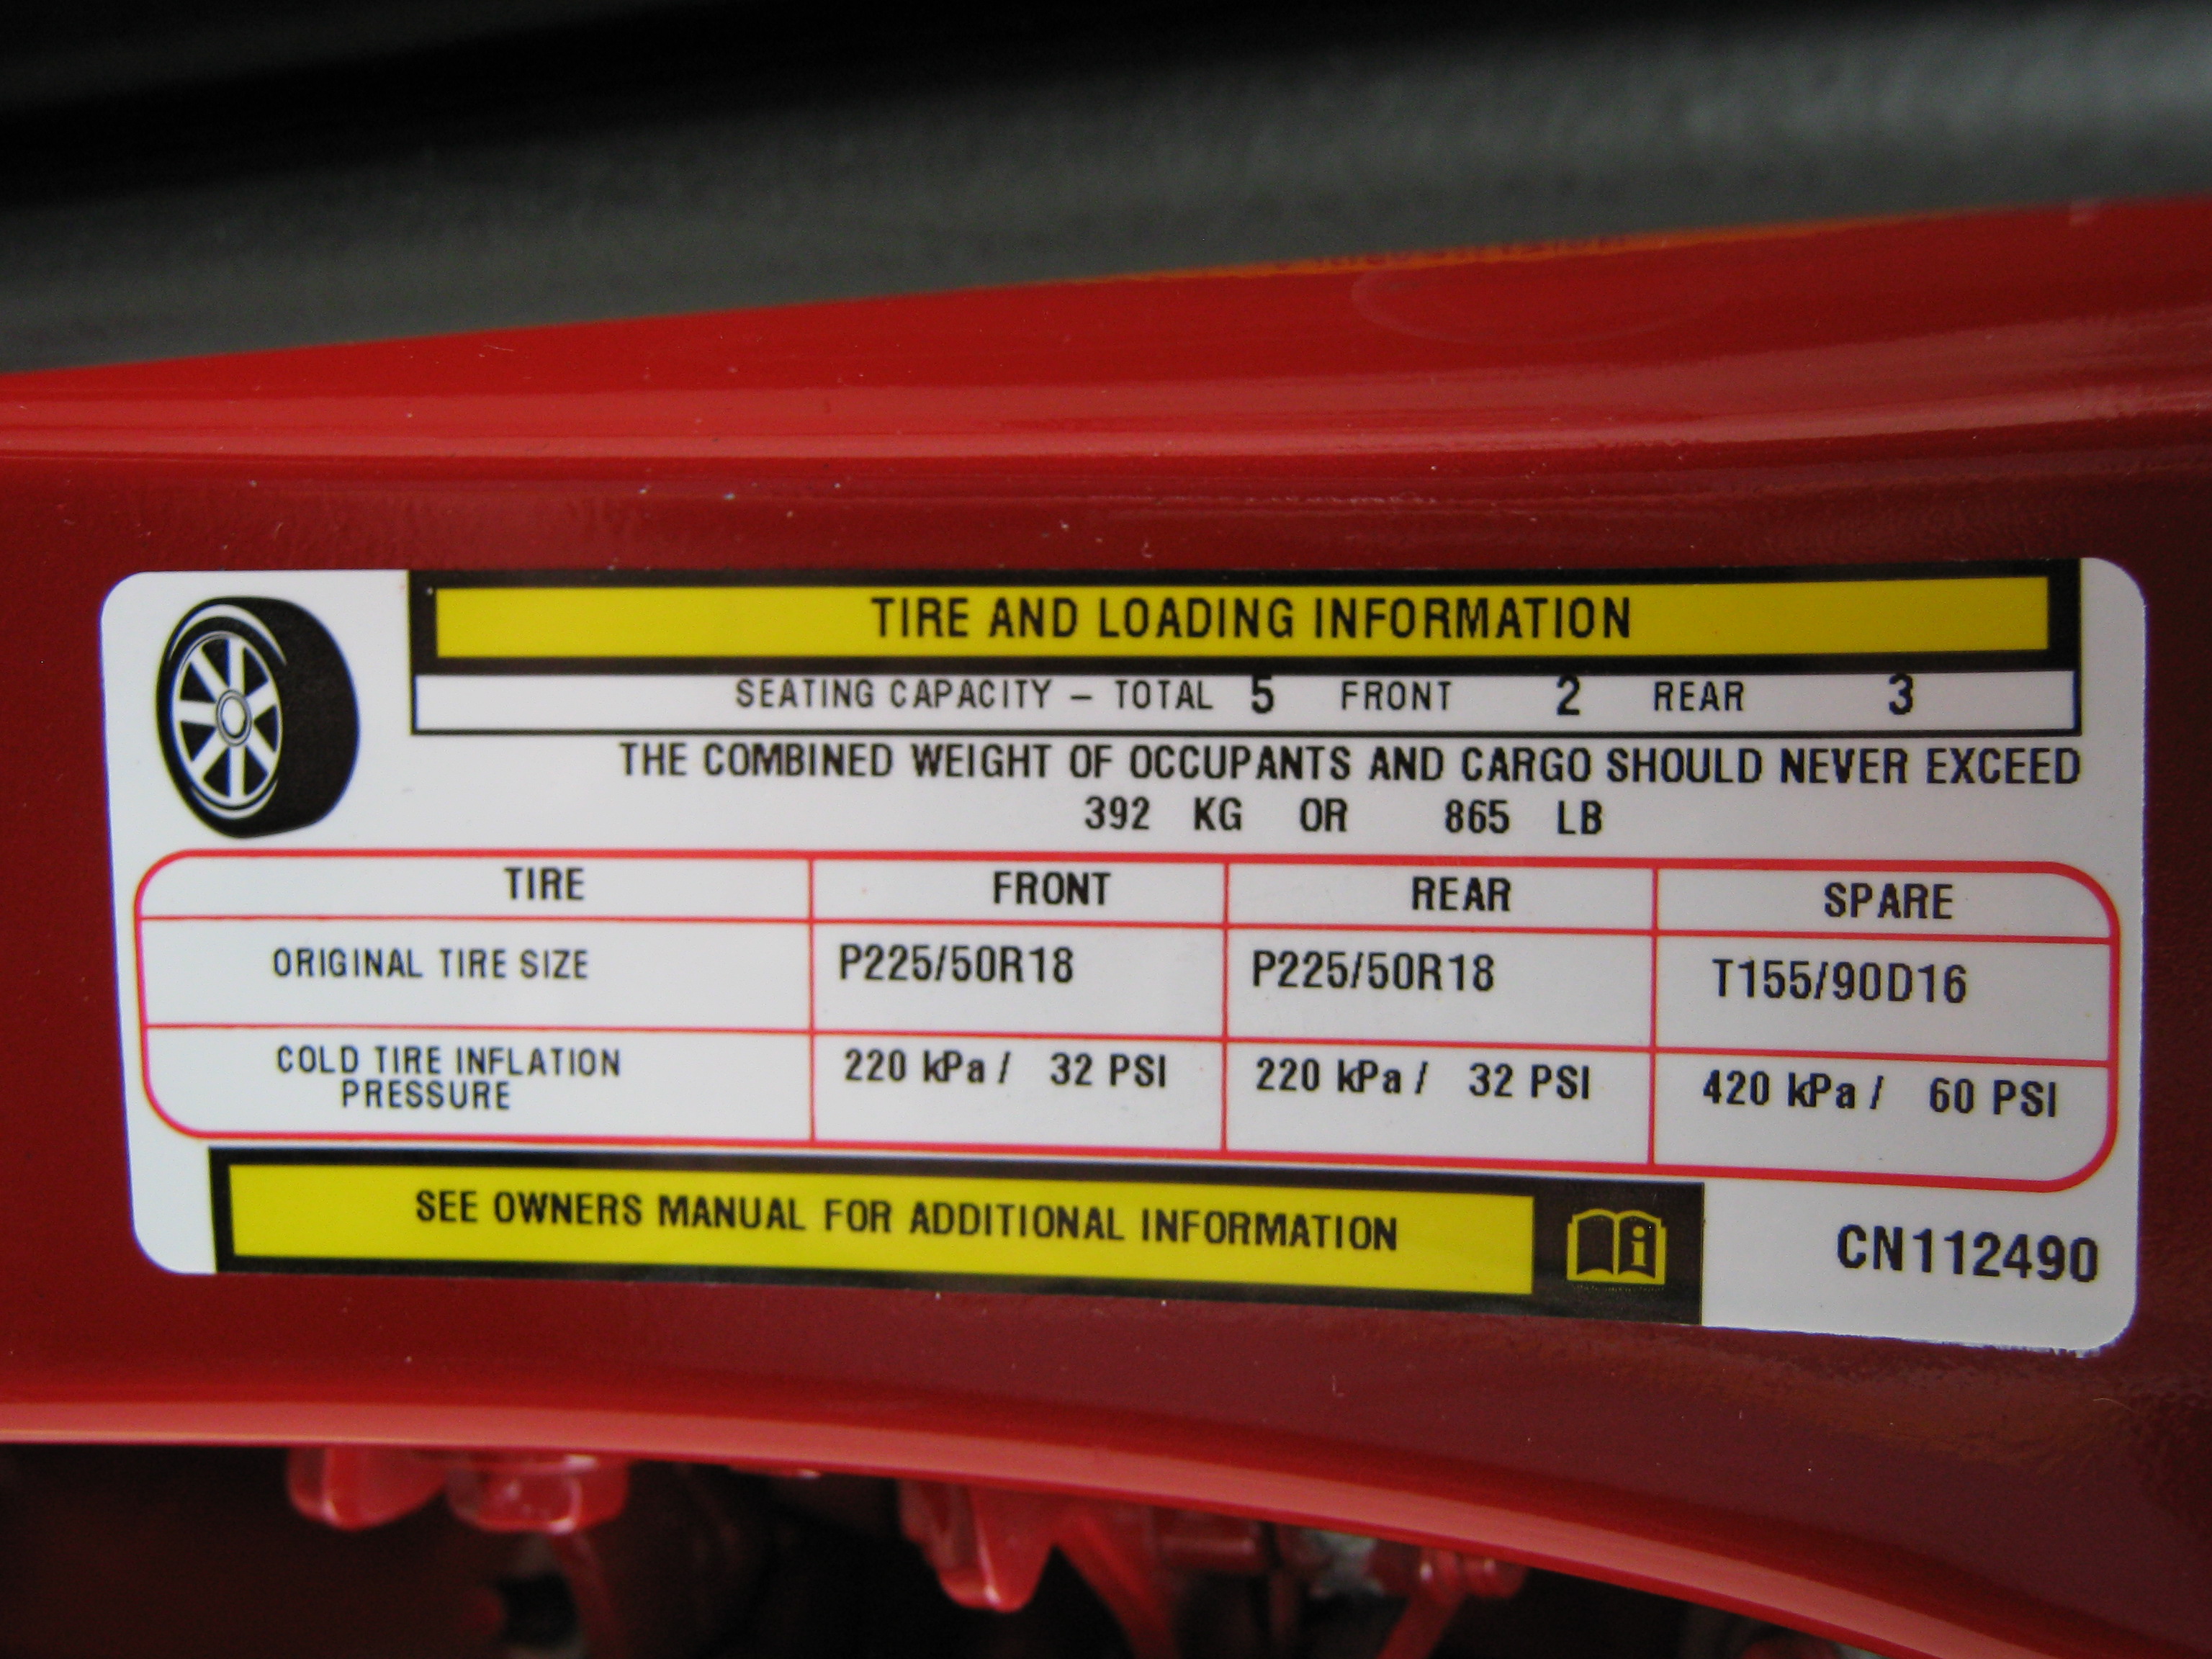 TIRE AND LOADING INFORMATION
SEATING CAPACITY – TOTAL 5 FRONT 2 REAR 3
THE COMBINED WEIGHT OF OCCUPANTS AND CARGO SHOULD NEVER EXCEED
392 KG OR 865 LB
TIRE FRONT REAR SPARE
ORIGINAL TIRE SIZE P225/50R18 P225/50R18 T155/90D16
COLD TIRE INFLATION PRESSURE 220 kPa / 32 PSI 220 kPa / 32 PSI 420 kPa / 60 PSI
SEE OWNERS MANUAL FOR ADDITIONAL INFORMATION
CN112490